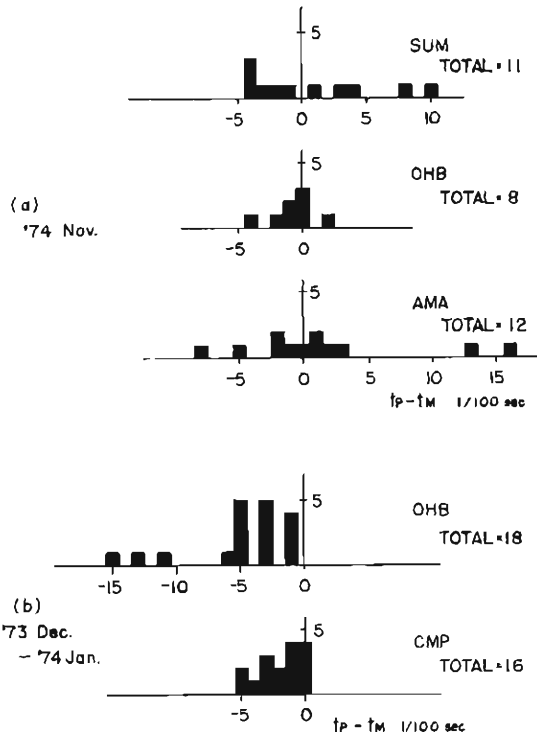 5
SUM
TOTAL=11
-5 0 5 10
(a)
'74 Nov.
5
OHB
TOTAL=8
-5 0
5
AMA
TOTAL=12
-5 0 5 10 15
tP-tM 1/100 sec
5
OHB
TOTAL=18
-15 -10 -5 0
(b)
'73 Dec.
- '74 Jan.
5
CMP
TOTAL=16
-5 0
tP-tM 1/100 sec